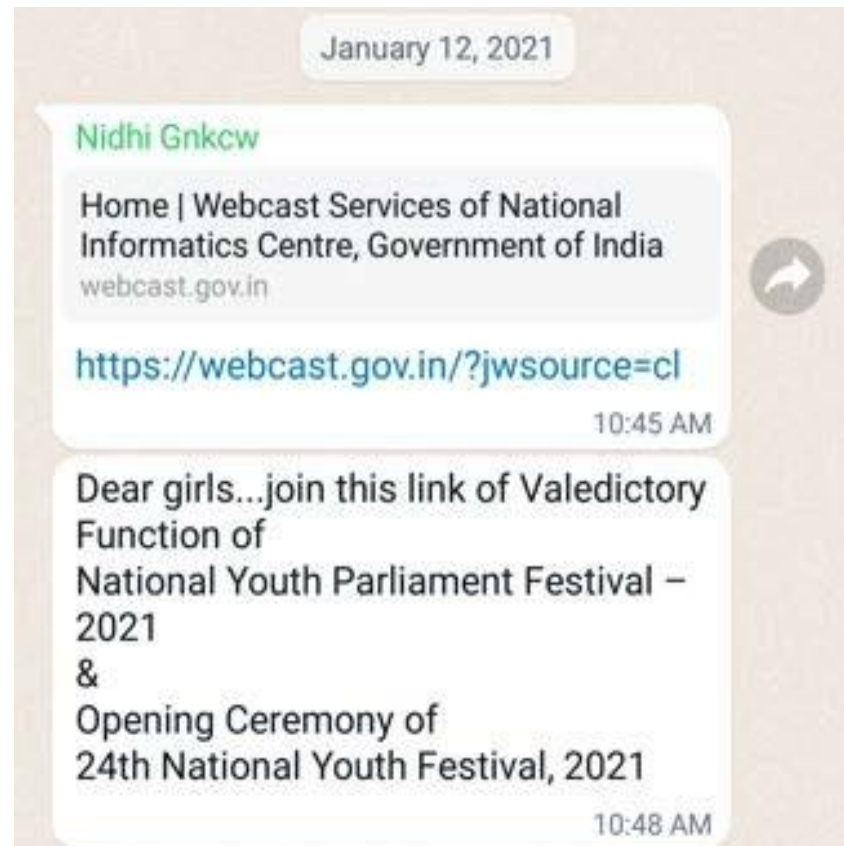 January 12, 2021
Nidhi Gnkcw
Home | Webcast Services of National
Informatics Centre, Government of India
webcast.gov.in
https://webcast.gov.in/?jwsource=cl
10:45 AM
Dear girls...join this link of Valedictory
Function of
National Youth Parliament Festival –
2021
&
Opening Ceremony of
24th National Youth Festival, 2021
10:48 AM